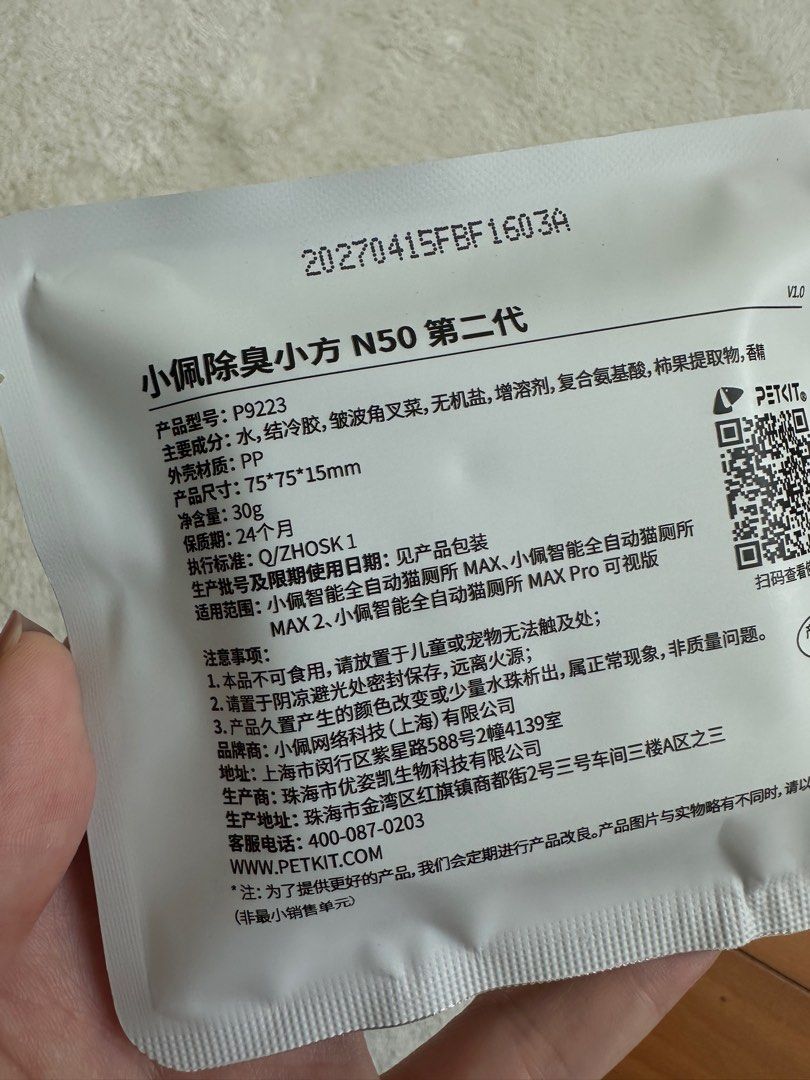 20270415FBF1603A
V1.0
小佩除臭小方 N50 第二代
产品型号：P9223
主要成分：水，结冷胶，皱波角叉菜，无机盐，增溶剂，复合氨基酸，柿果提取物，香精
外壳材质：PP
产品尺寸：75*75*15mm
净含量：30g
保质期：24个月
执行标准：Q/ZHOSK 1
生产批号及限期使用日期：见产品包装
适用范围：小佩智能全自动猫厕所 MAX、小佩智能全自动猫厕所
MAX 2、小佩智能全自动猫厕所 MAX Pro 可视版
PETKIT®
扫码查看
注意事项：
1. 本品不可食用，请放置于儿童或宠物无法触及处；
2. 请置于阴凉避光处密封保存，远离火源；
3. 产品久置产生的颜色改变或少量水珠析出，属正常现象，非质量问题。
品牌商：小佩网络科技（上海）有限公司
地址：上海市闵行区紫星路588号2幢4139室
生产商：珠海市优姿凯生物科技有限公司
生产地址：珠海市金湾区红旗镇商都街2号三号车间三楼A区之三
客服电话：400-087-0203
WWW.PETKIT.COM
*注：为了提供更好的产品，我们会定期进行产品改良。产品图片与实物略有不同时，请以
（非最小销售单元）